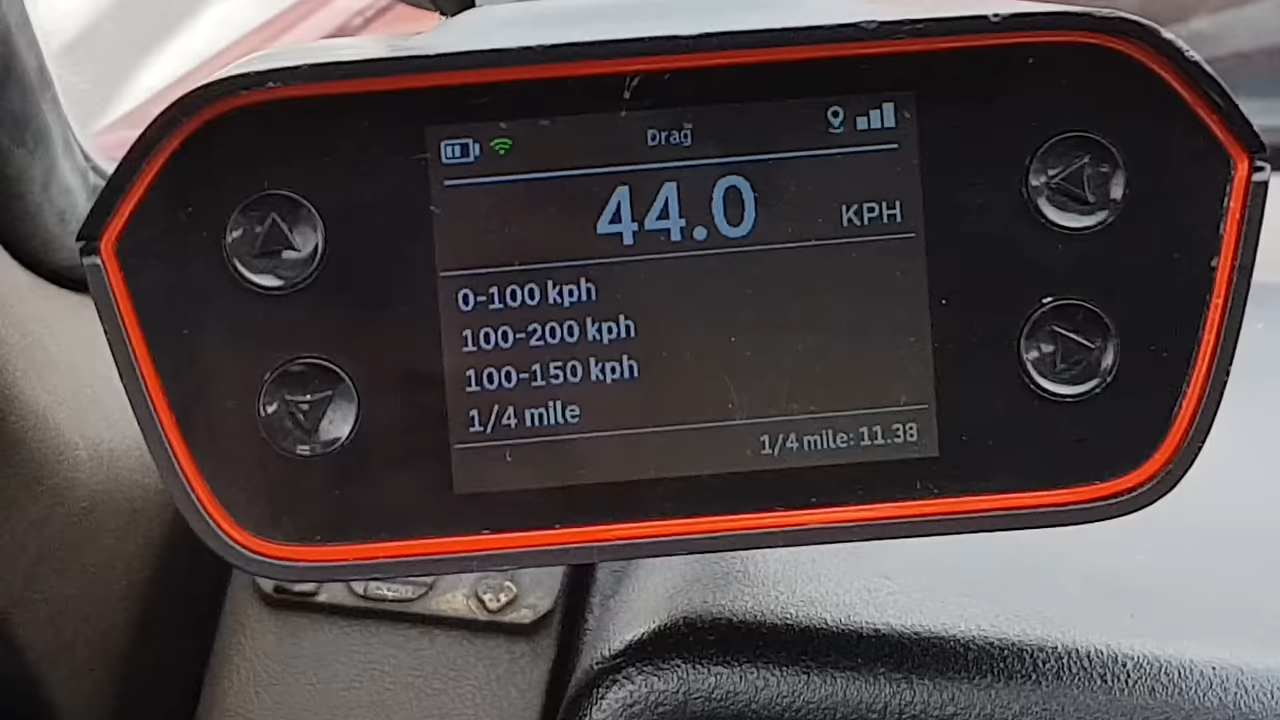 Drag
44.0 KPH
0-100 kph
100-200 kph
100-150 kph
1/4 mile
1/4 mile: 11.38